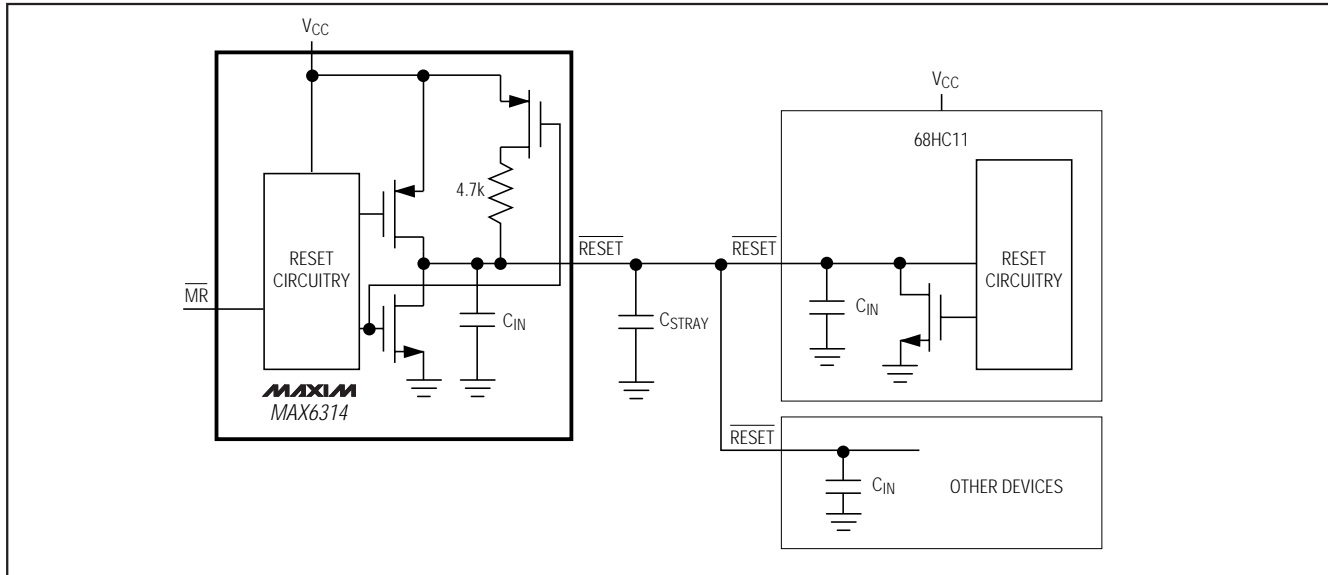 VCC
4.7k
RESET
CIRCUITRY
MR
CIN
MAXIM
MAX6314
RESET
CSTRAY
RESET
VCC
68HC11
CIN
RESET
CIRCUITRY
RESET
CIN
OTHER DEVICES